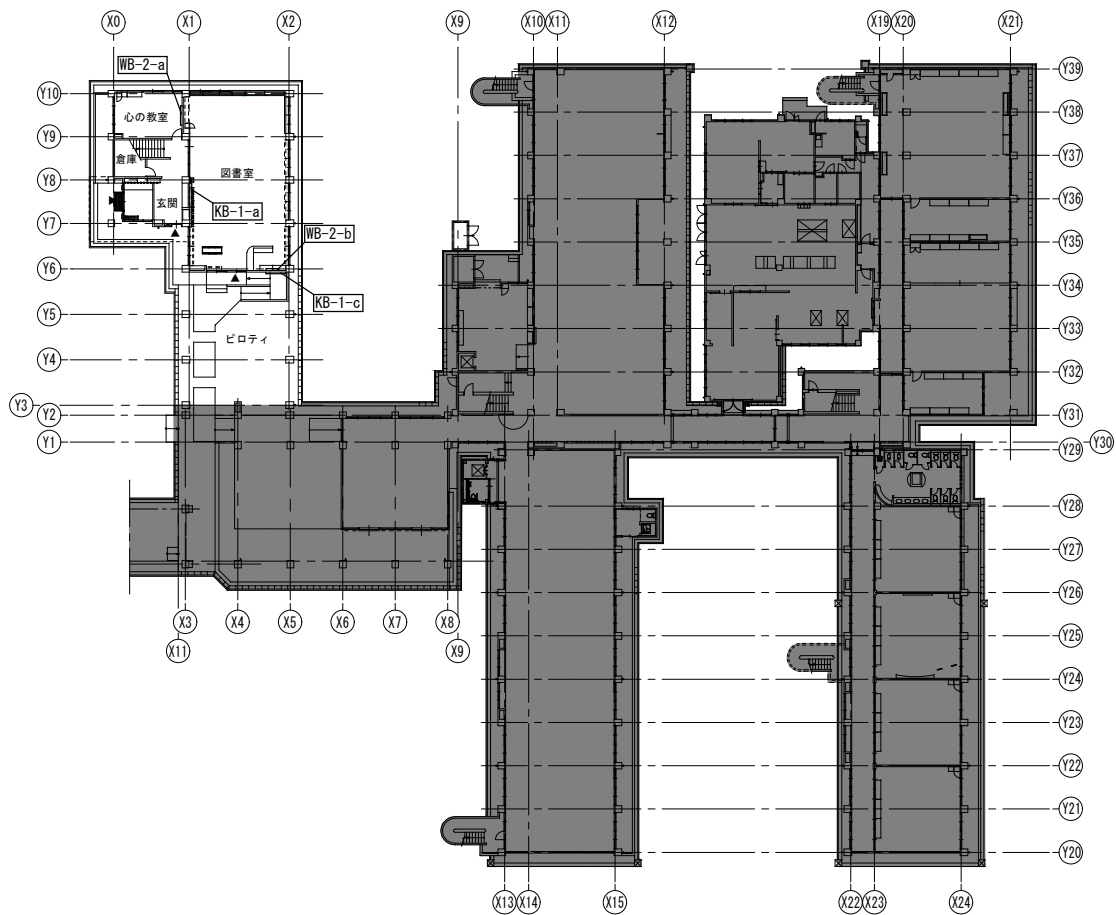 X0
X1
X2
X9
X10
X11
X12
X19
X20
X21
WB-2-a
Y10
心の教室
Y9
倉庫
図書室
Y8
玄関
KB-1-a
Y7
WB-2-b
Y6
KB-1-c
Y5
ピロティ
Y4
Y3
Y2
Y1
Y39
Y38
Y37
Y36
Y35
Y34
Y33
Y32
Y31
Y30
Y29
Y28
Y27
Y26
Y25
Y24
Y23
Y22
Y21
Y20
X3
X4
X5
X6
X7
X8
X11
X9
X13
X14
X15
X22
X23
X24